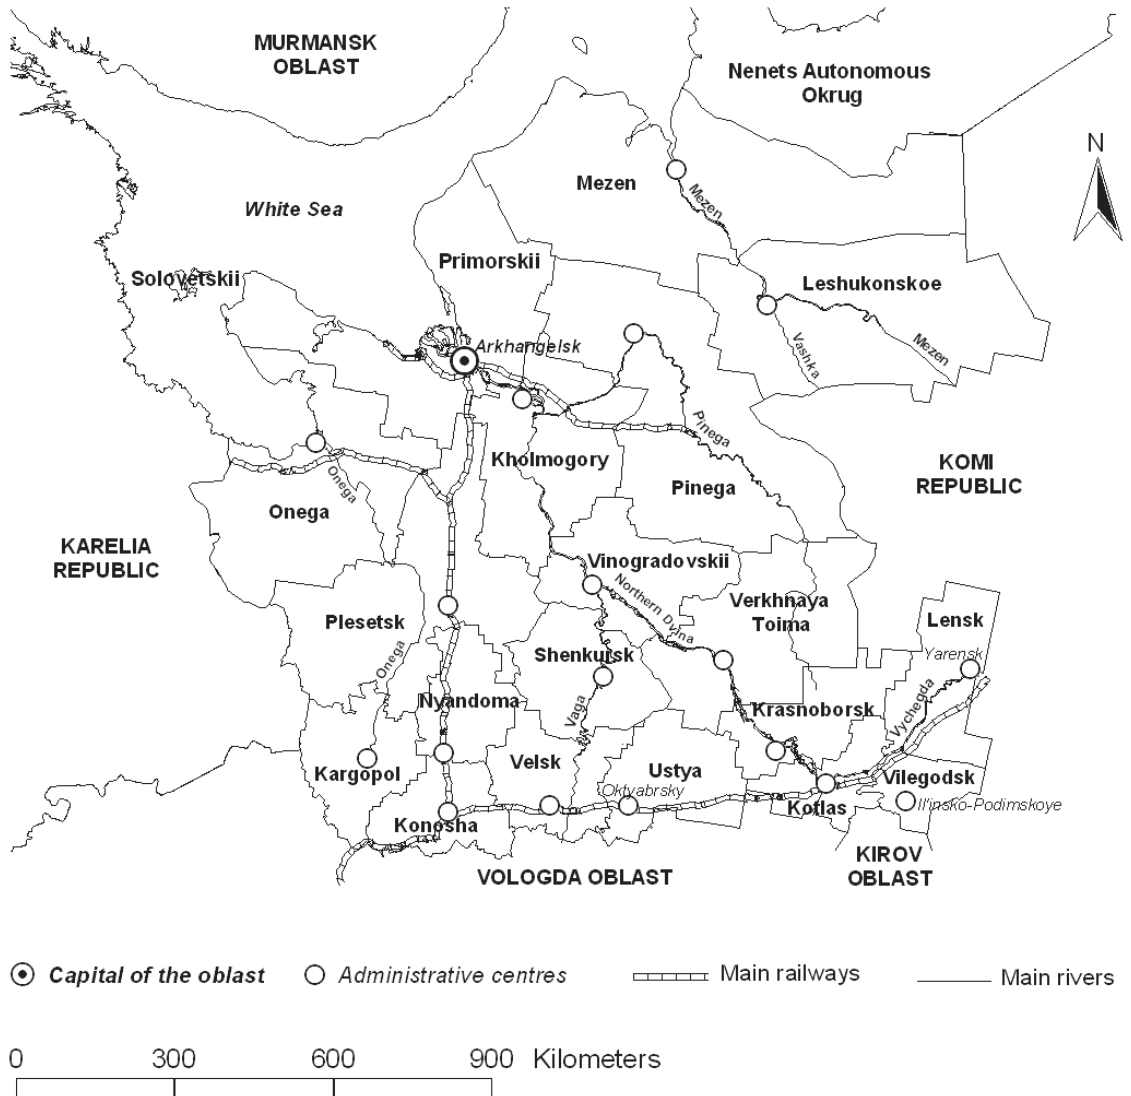 MURMANSK
OBLAST
Nenets Autonomous
Okrug
N
Mezen
Mezen
White Sea
Primorskii
Solovetskii
Leshukonskoe
Arkhangelsk
Vashka
Mezen
Pinega
Kholmogory
KOMI
REPUBLIC
Onega
Pinega
Onega
KARELIA
REPUBLIC
Vinogradovskii
Northern Dvina
Verkhnaya
Toima
Plesetsk
Lensk
Onega
Shenkursk
Yarensk
Nyandoma
Vaga
Krasnoborsk
Vychegda
Kargopol
Velsk
Ustya
Vilegodsk
Oktyabrsky
Kotlas
Il'insko-Podimskoye
Konosha
KIROV
OBLAST
VOLOGDA OBLAST
Capital of the oblast
Administrative centres
Main railways
Main rivers
0 300 600 900 Kilometers